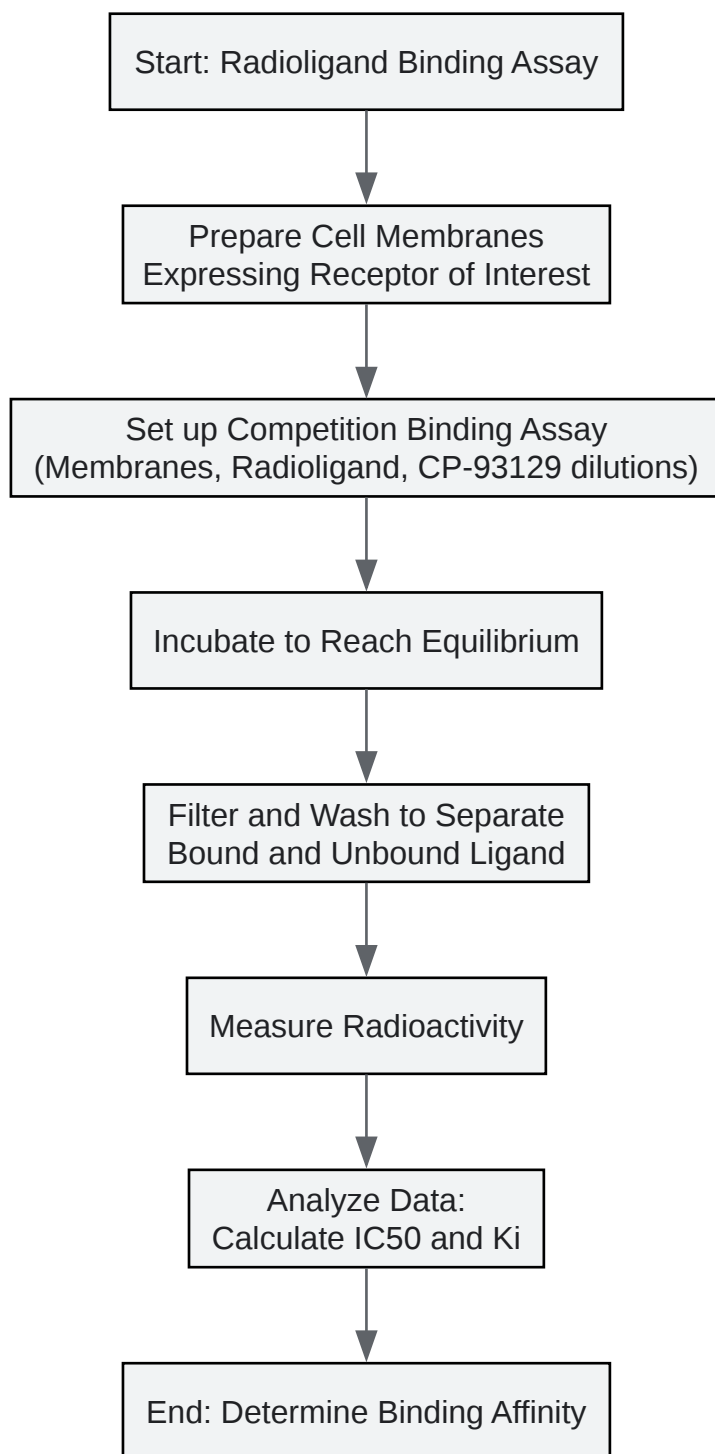 Start: Radioligand Binding Assay
Prepare Cell Membranes
Expressing Receptor of Interest
Set up Competition Binding Assay
(Membranes, Radioligand, CP-93129 dilutions)
Incubate to Reach Equilibrium
Filter and Wash to Separate
Bound and Unbound Ligand
Measure Radioactivity
Analyze Data:
Calculate IC50 and Ki
End: Determine Binding Affinity